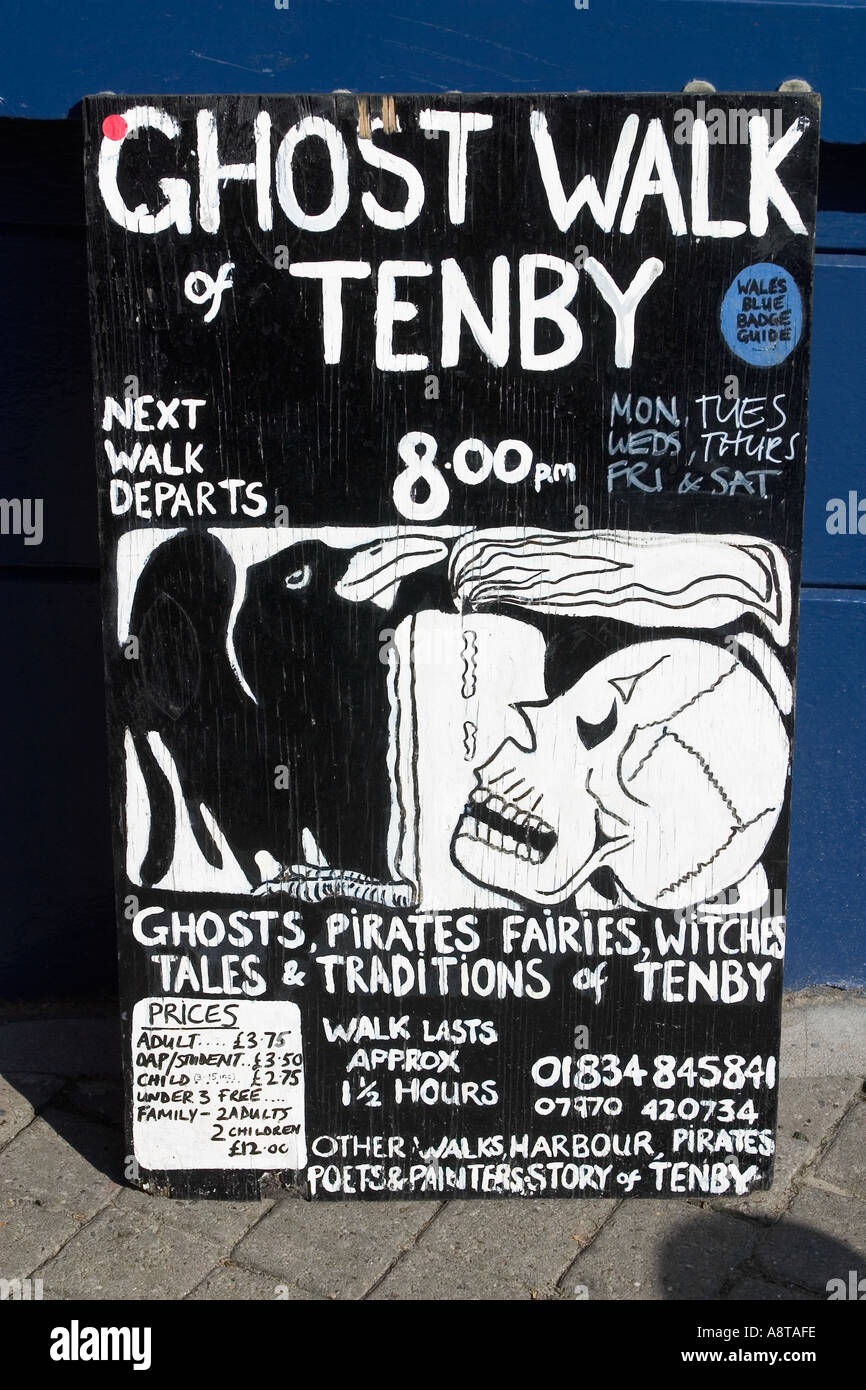 GHOST WALK
of TENBY
WALES
BLUE
BADGE
GUIDE
NEXT
WALK
DEPARTS
8.00pm
MON, TUES
WEDS, THURS
FRI & SAT
GHOSTS, PIRATES FAIRIES, WITCHES
TALES & TRADITIONS of TENBY
PRICES
ADULT.... £3.75
OAP/STUDENT..£3.50
CHILD £2.75
UNDER 3 FREE....
FAMILY - 2 ADULTS
2 CHILDREN
£12.00
WALK LASTS
APPROX
1½ HOURS
01834 845841
07970 420734
OTHER WALKS, HARBOUR, PIRATES
POETS & PAINTERS·STORY of TENBY
alamy
Image ID: A8TAFE
www.alamy.com